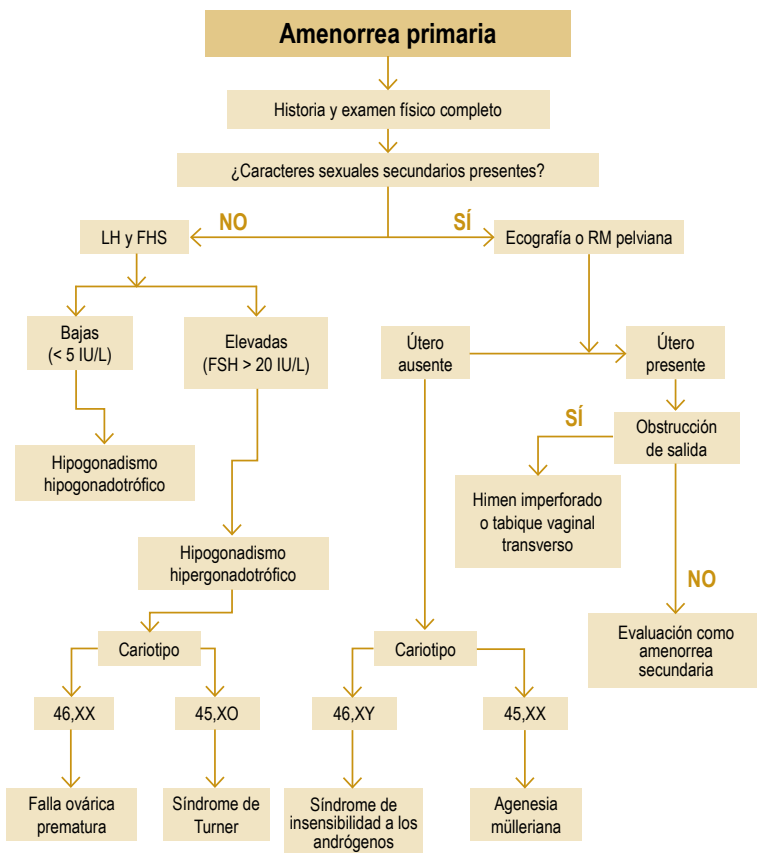 Amenorrea primaria
Historia y examen físico completo
¿Caracteres sexuales secundarios presentes?
NO
SÍ
LH y FHS
Ecografía o RM pelviana
Bajas
(< 5 IU/L)
Elevadas
(FSH > 20 IU/L)
Útero
ausente
Útero
presente
SÍ
Obstrucción
de salida
Hipogonadismo
hipogonadotrófico
Himen imperforado
o tabique vaginal
transverso
Hipogonadismo
hipergonadotrófico
NO
Evaluación como
amenorrea
secundaria
Cariotipo
Cariotipo
46,XX
45,XO
46,XY
45,XX
Falla ovárica
prematura
Síndrome de
Turner
Síndrome de
insensibilidad a los
andrógenos
Agenesia
mülleriana